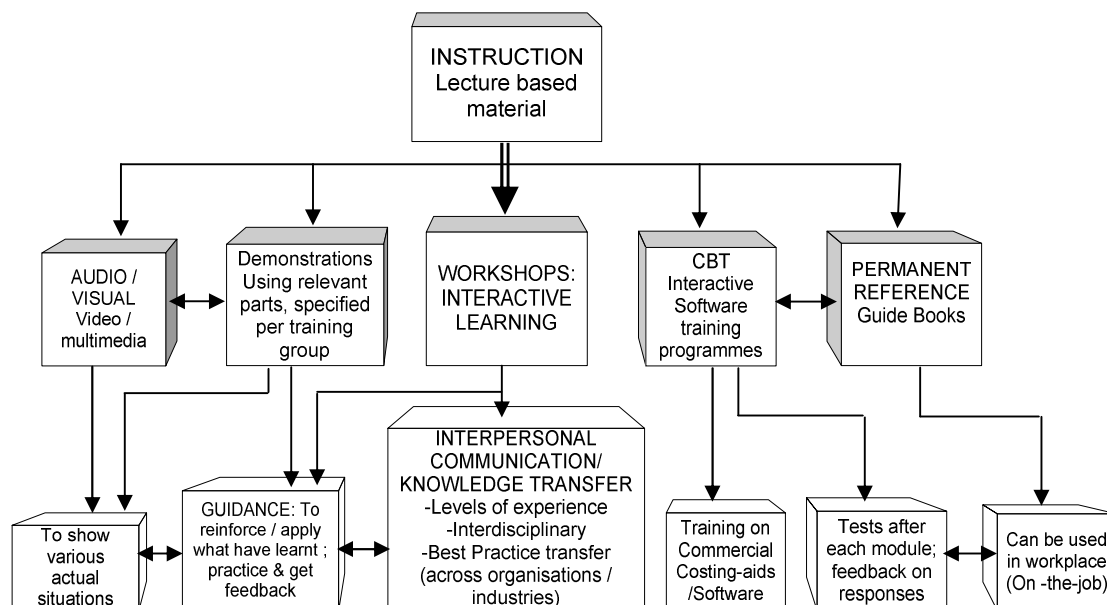 INSTRUCTION
Lecture based
material
AUDIO /
VISUAL
Video /
multimedia
Demonstrations
Using relevant
parts, specified
per training
group
WORKSHOPS:
INTERACTIVE
LEARNING
CBT
Interactive
Software
training
programmes
PERMANENT
REFERENCE
Guide Books
To show
various
actual
situations
GUIDANCE: To
reinforce / apply
what have learnt ;
practice & get
feedback
INTERPERSONAL
COMMUNICATION/
KNOWLEDGE TRANSFER
-Levels of experience
-Interdisciplinary
-Best Practice transfer
(across organisations /
industries)
Training on
Commercial
Costing-aids
/Software
Tests after
each module;
feedback on
responses
Can be used
in workplace
(On -the-job)